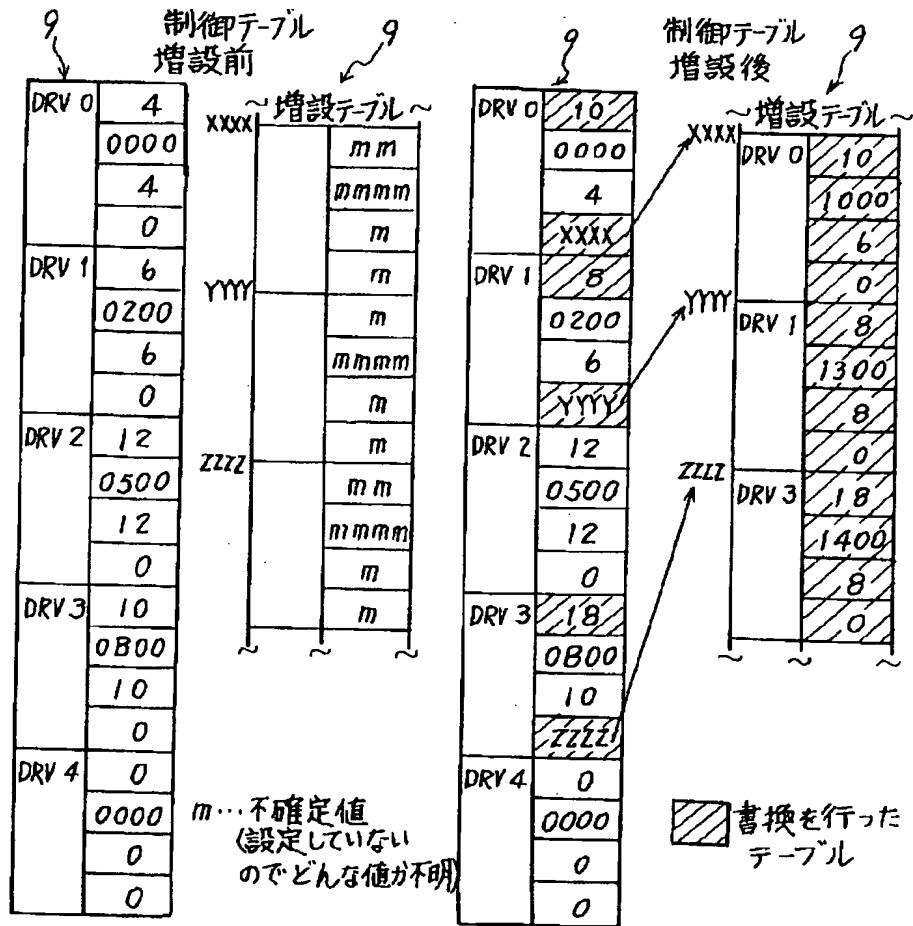 9
制御テーブル
増設前
9
DRV 0
4
0000
4
0
DRV 1
6
0200
6
0
DRV 2
12
0500
12
0
DRV 3
10
0B00
10
0
DRV 4
0
0000
0
0
~増設テーブル~
XXXX
mm
mmmm
m
m
YYYY
m
mmmm
m
m
ZZZZ
mm
mmmm
m
m
m…不確定値
(設定していない
のでどんな値か不明)
9
制御テーブル
増設後
9
DRV 0
10
0000
4
XXXX
DRV 1
8
0200
6
YYYY
DRV 2
12
0500
12
0
DRV 3
18
0B00
10
ZZZZ
DRV 4
0
0000
0
0
~増設テーブル~
XXXX
DRV 0
10
1000
6
0
YYYY
DRV 1
8
1300
8
0
ZZZZ
DRV 3
18
1400
8
0
書換を行った
テーブル